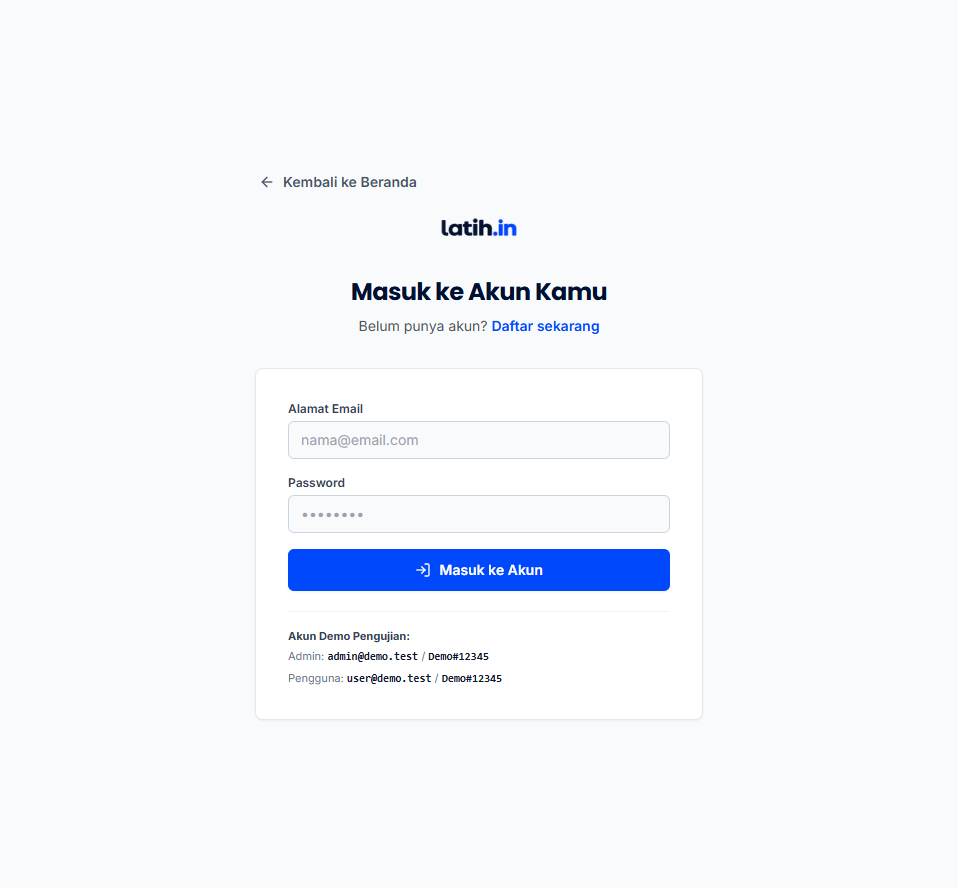 Kembali ke Beranda
latih.in
Masuk ke Akun Kamu
Belum punya akun? Daftar sekarang
Alamat Email
nama@email.com
Password
••••••••
Masuk ke Akun
Akun Demo Pengujian:
Admin: admin@demo.test / Demo#12345
Pengguna: user@demo.test / Demo#12345